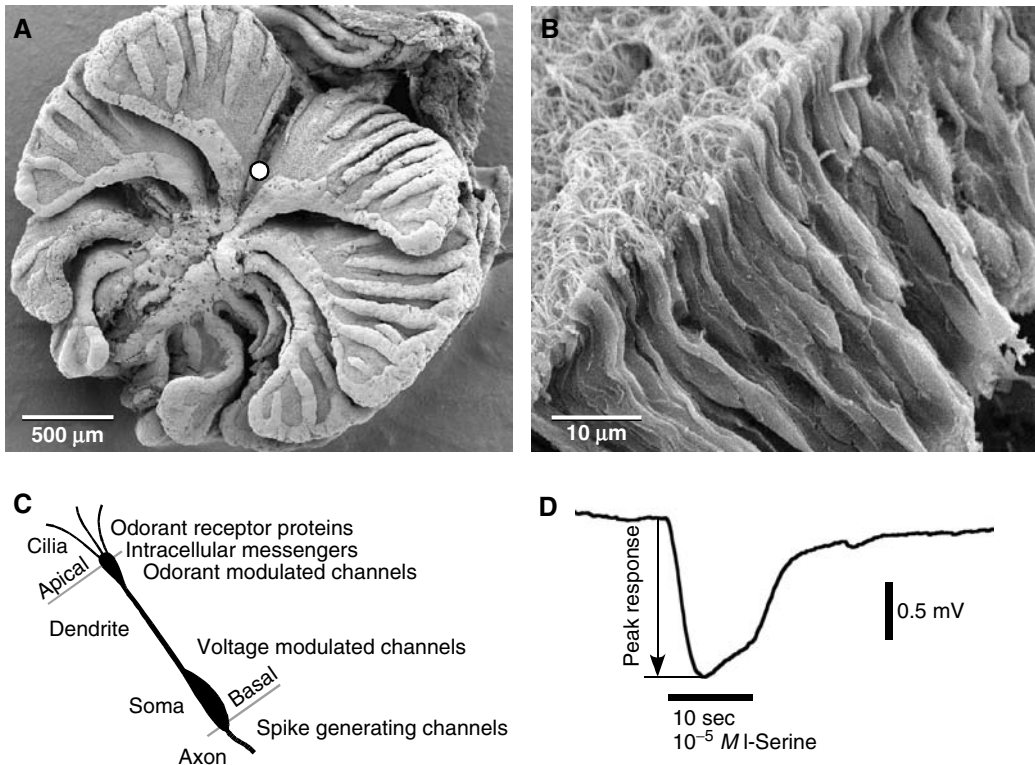 A
500 μm
B
10 μm
C
Cilia
Odorant receptor proteins
Intracellular messengers
Apical
Odorant modulated channels
Dendrite
Voltage modulated channels
Soma
Basal
Spike generating channels
Axon
D
Peak response
0.5 mV
10 sec
10⁻⁵ M l-Serine